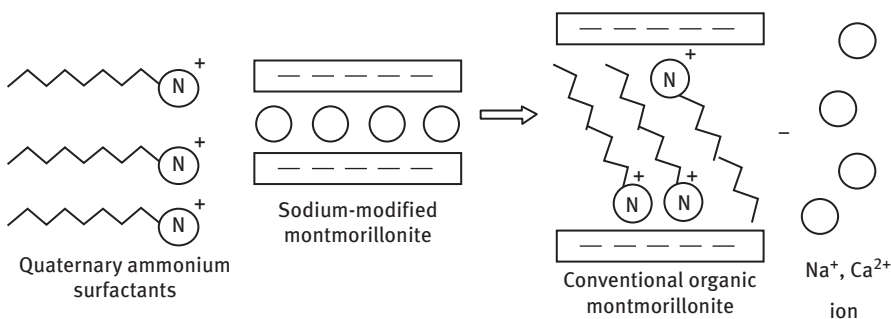 N
+
N
+
N
+
Quaternary ammonium
surfactants
Sodium-modified
montmorillonite
+
N
+
N
+
N
Conventional organic
montmorillonite
–
Na⁺, Ca²⁺
ion